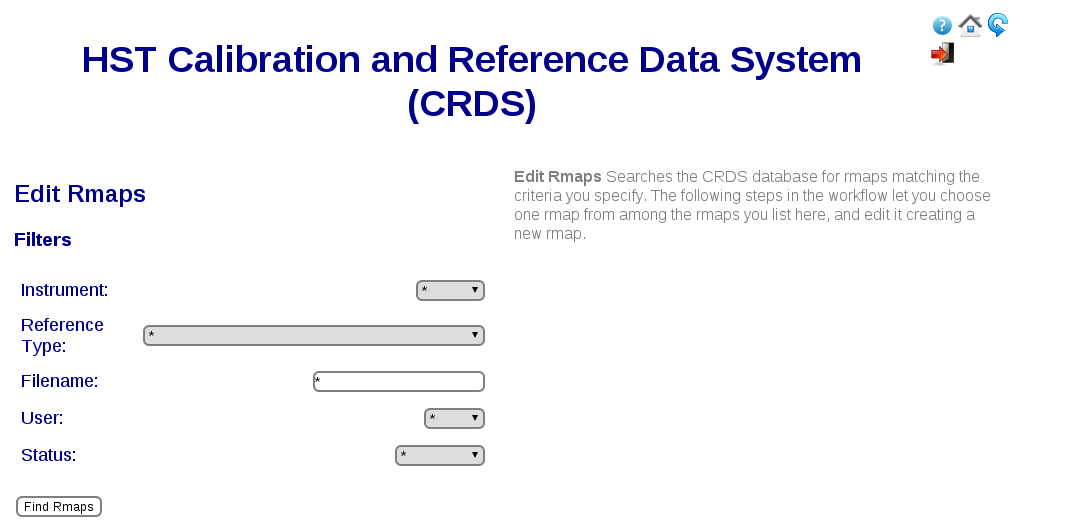 HST Calibration and Reference Data System
(CRDS)
Edit Rmaps
Edit Rmaps Searches the CRDS database for rmaps matching the
criteria you specify. The following steps in the workflow let you choose
one rmap from among the rmaps you list here, and edit it creating a
new rmap.
Filters
Instrument: *
Reference
Type: *
Filename: *
User: *
Status: *
Find Rmaps